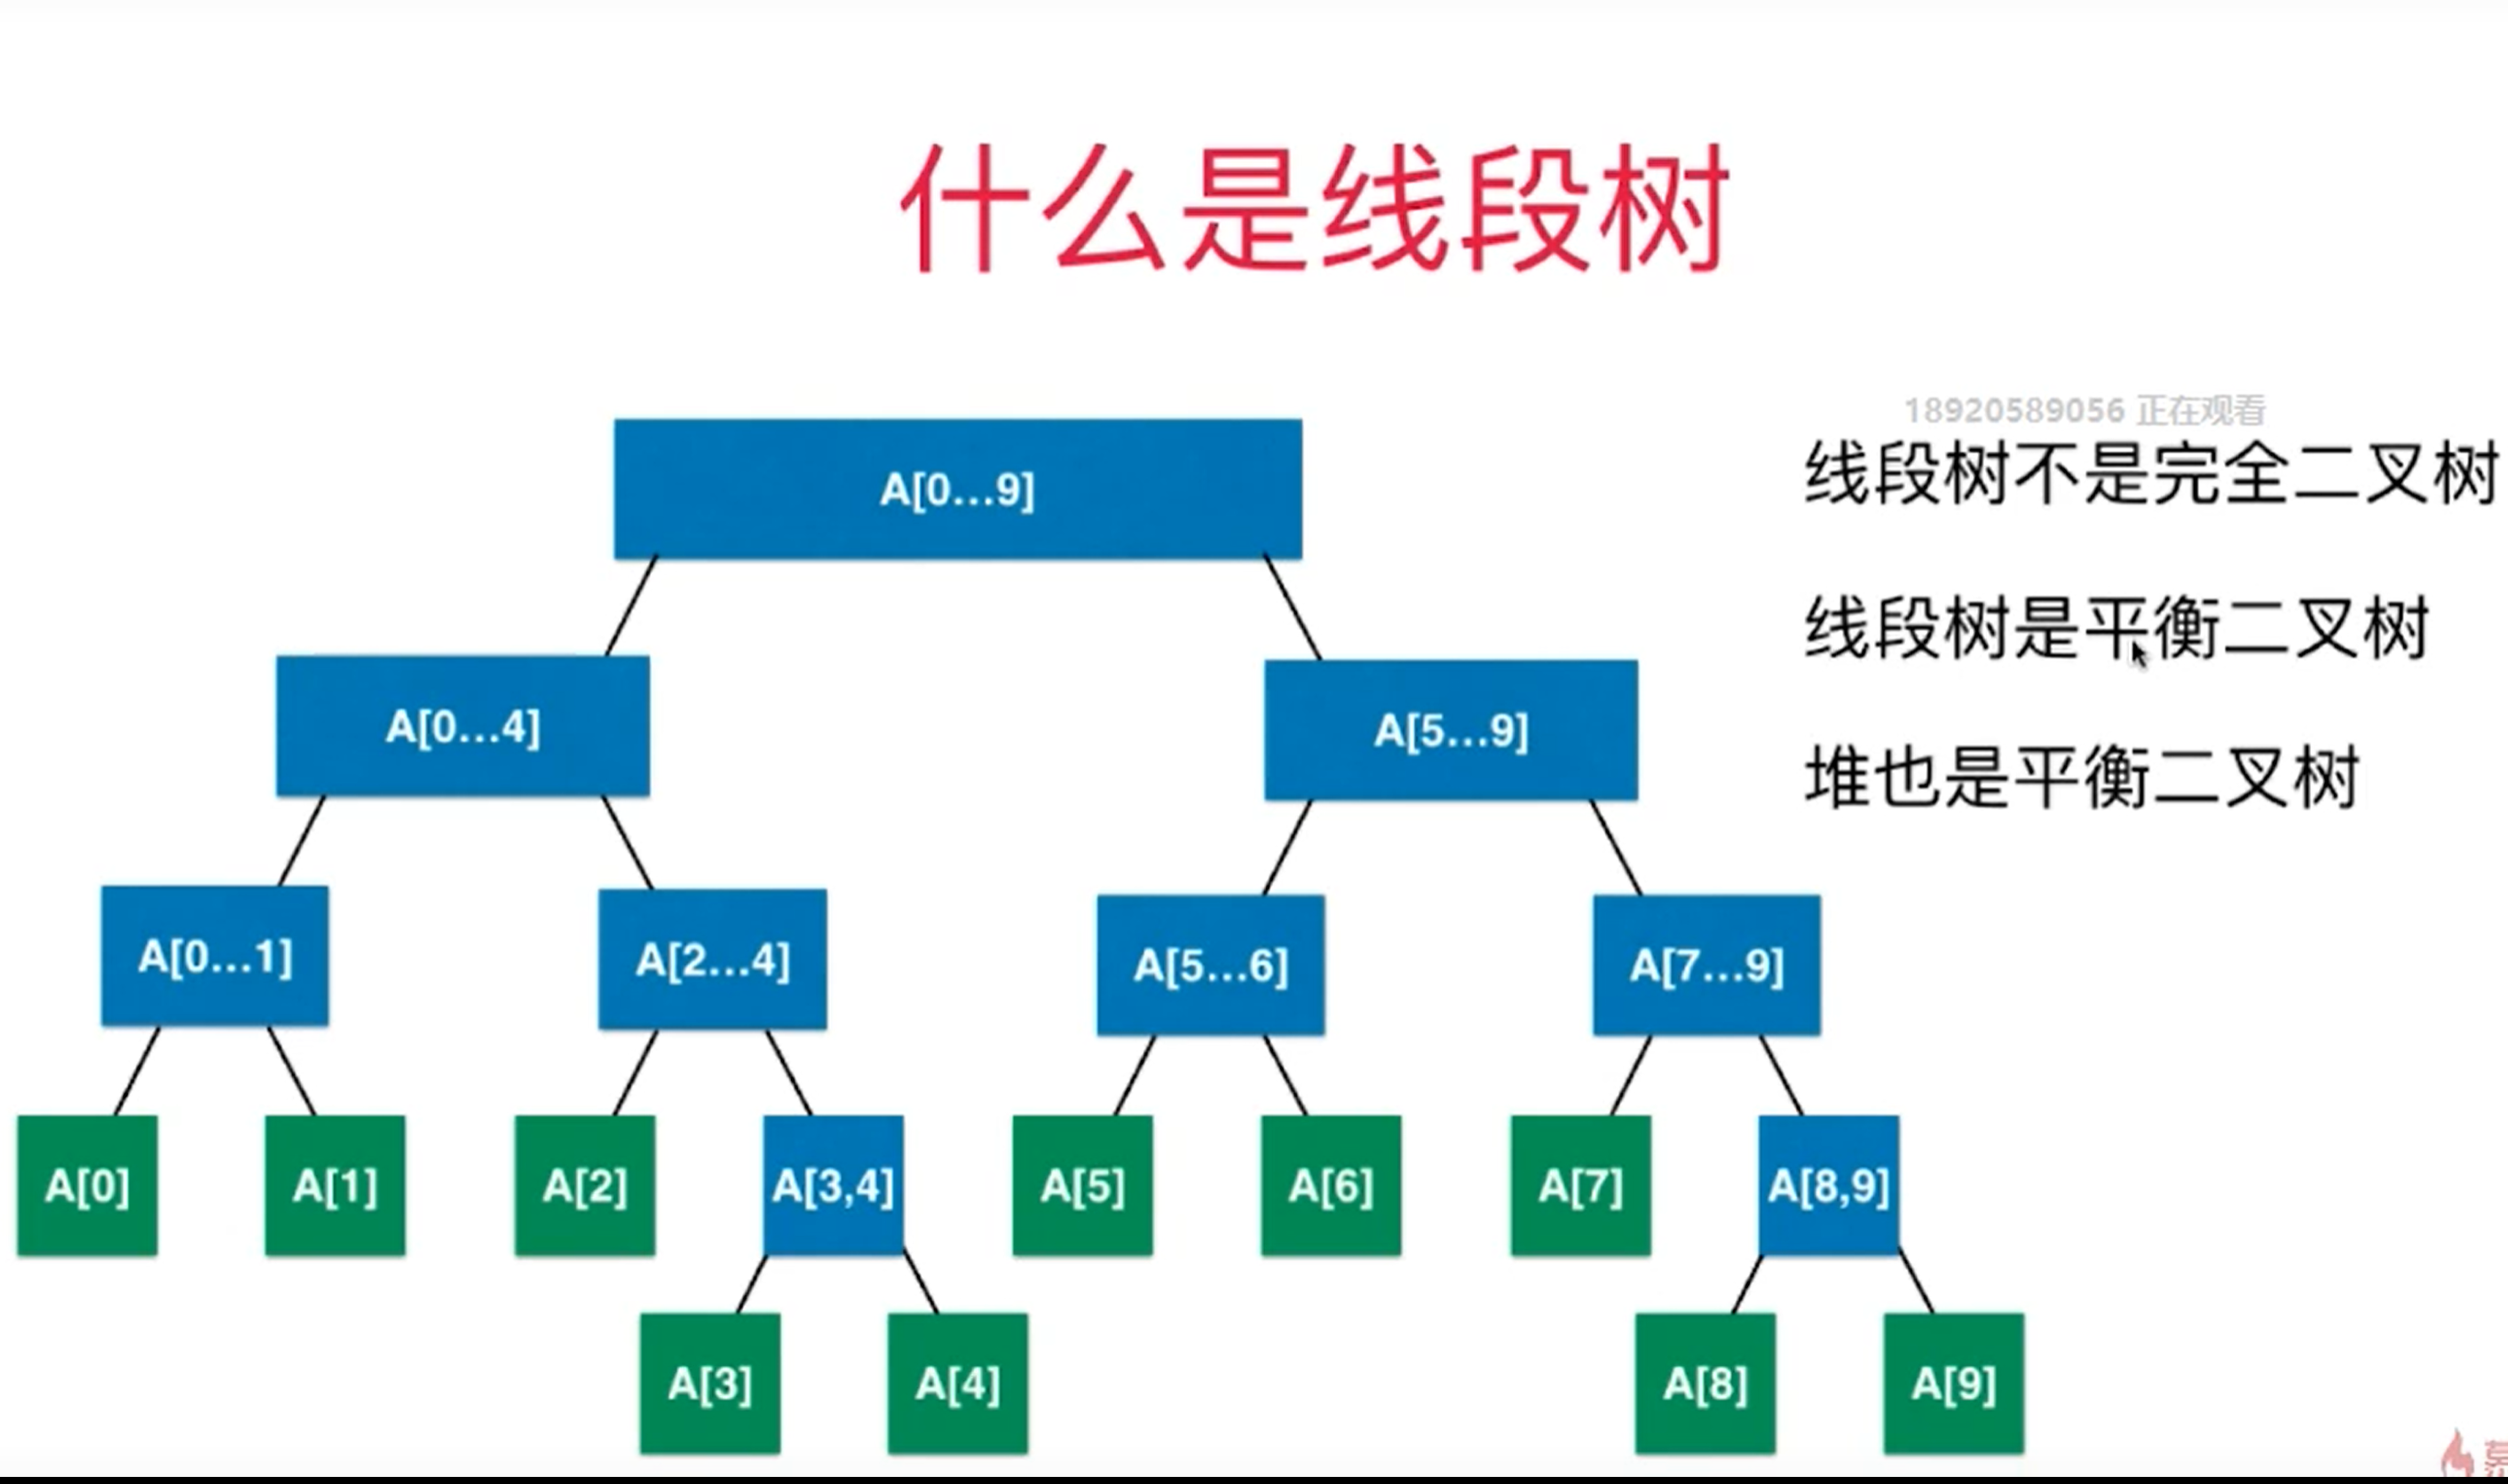 什么是线段树
18920589056 正在观看
线段树不是完全二叉树
线段树是平衡二叉树
堆也是平衡二叉树
A[0...9]
A[0...4]
A[5...9]
A[0...1]
A[2...4]
A[5...6]
A[7...9]
A[0]
A[1]
A[2]
A[3,4]
A[5]
A[6]
A[7]
A[8,9]
A[3]
A[4]
A[8]
A[9]